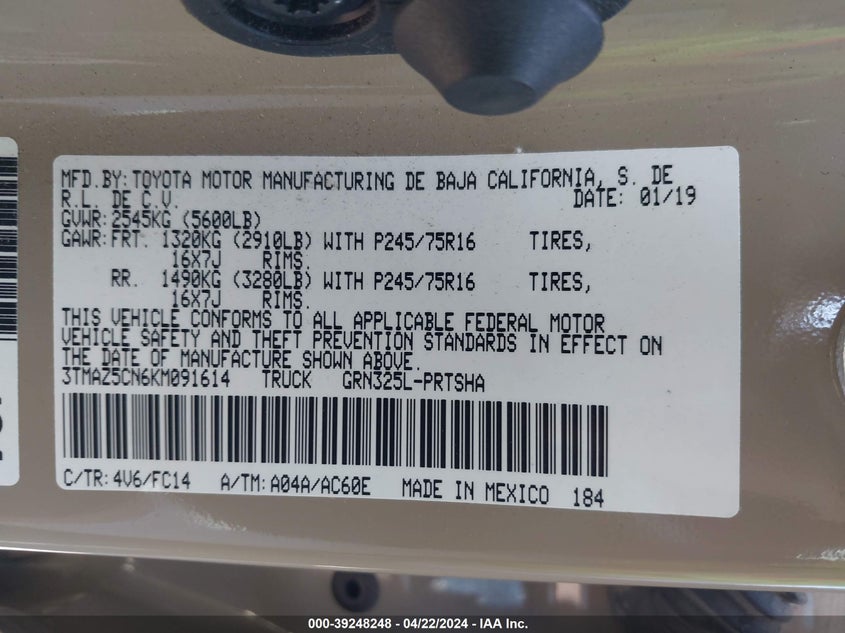 MFD.BY:TOYOTA MOTOR MANUFACTURING DE BAJA CALIFORNIA, S. DE
R.L. DE C.V. DATE: 01/19
GVWR:2545KG (5600LB)
GAWR:FRT. 1320KG (2910LB) WITH P245/75R16 TIRES,
16X7J RIMS.
RR. 1490KG (3280LB) WITH P245/75R16 TIRES,
16X7J RIMS.
THIS VEHICLE CONFORMS TO ALL APPLICABLE FEDERAL MOTOR
VEHICLE SAFETY AND THEFT PREVENTION STANDARDS IN EFFECT ON
THE DATE OF MANUFACTURE SHOWN ABOVE.
3TMAZ5CN6KM091614 TRUCK GRN325L-PRTSHA
C/TR:4V6/FC14 A/TM:A04A/AC60E MADE IN MEXICO 184
000-39248248 - 04/22/2024 - IAA Inc.